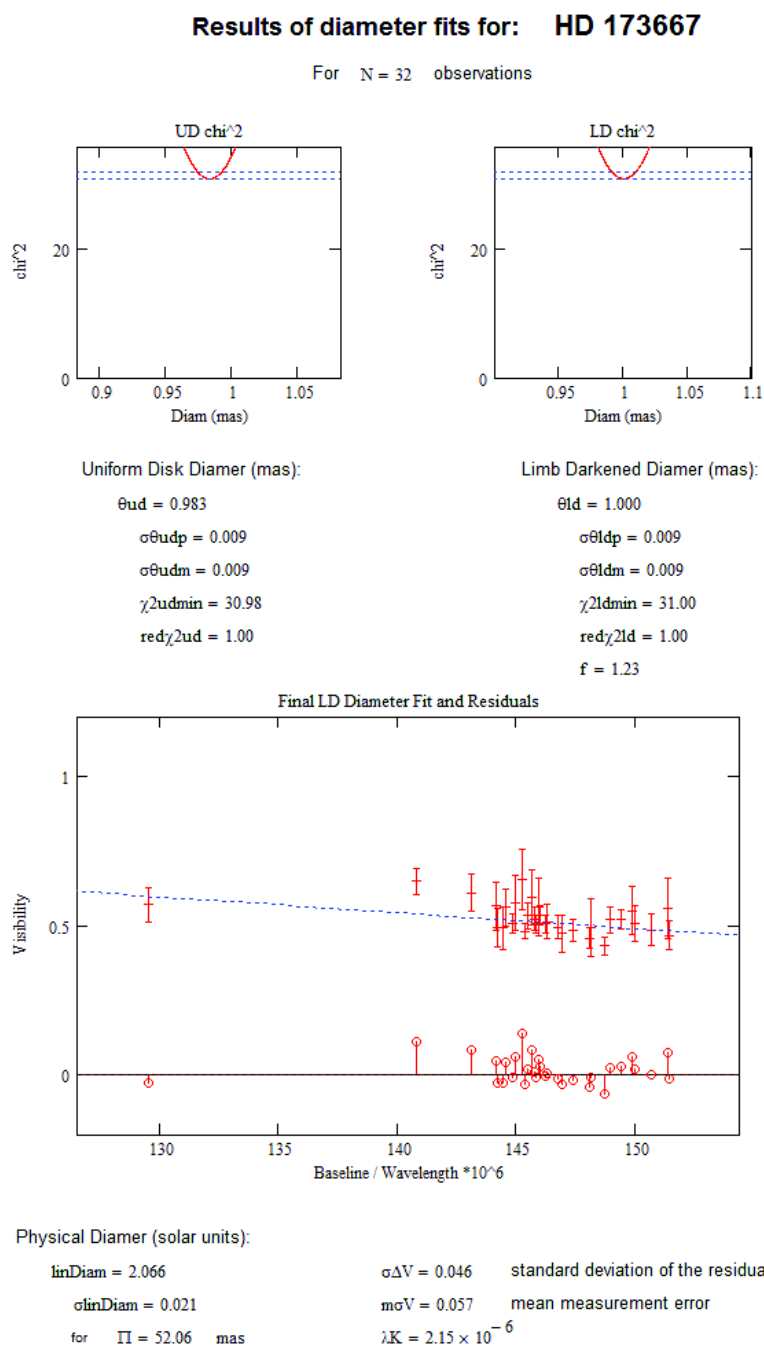 Results of diameter fits for: HD 173667
For N = 32 observations
UD chi^2
LD chi^2
20
0
chi^2
0.9 0.95 1 1.05
Diam (mas)
20
0
chi^2
0.95 1 1.05 1.1
Diam (mas)
Uniform Disk Diamer (mas):
θud = 0.983
σθudp = 0.009
σθudm = 0.009
χ2udmin = 30.98
redχ2ud = 1.00
Limb Darkened Diamer (mas):
θld = 1.000
σθldp = 0.009
σθldm = 0.009
χ2ldmin = 31.00
redχ2ld = 1.00
f = 1.23
Final LD Diameter Fit and Residuals
1
0.5
0
Visibility
130 135 140 145 150
Baseline / Wavelength *10^6
Physical Diamer (solar units):
linDiam = 2.066
σlinDiam = 0.021
for Π = 52.06 mas
σΔV = 0.046 standard deviation of the residua
mσV = 0.057 mean measurement error
λK = 2.15 × 10⁻⁶